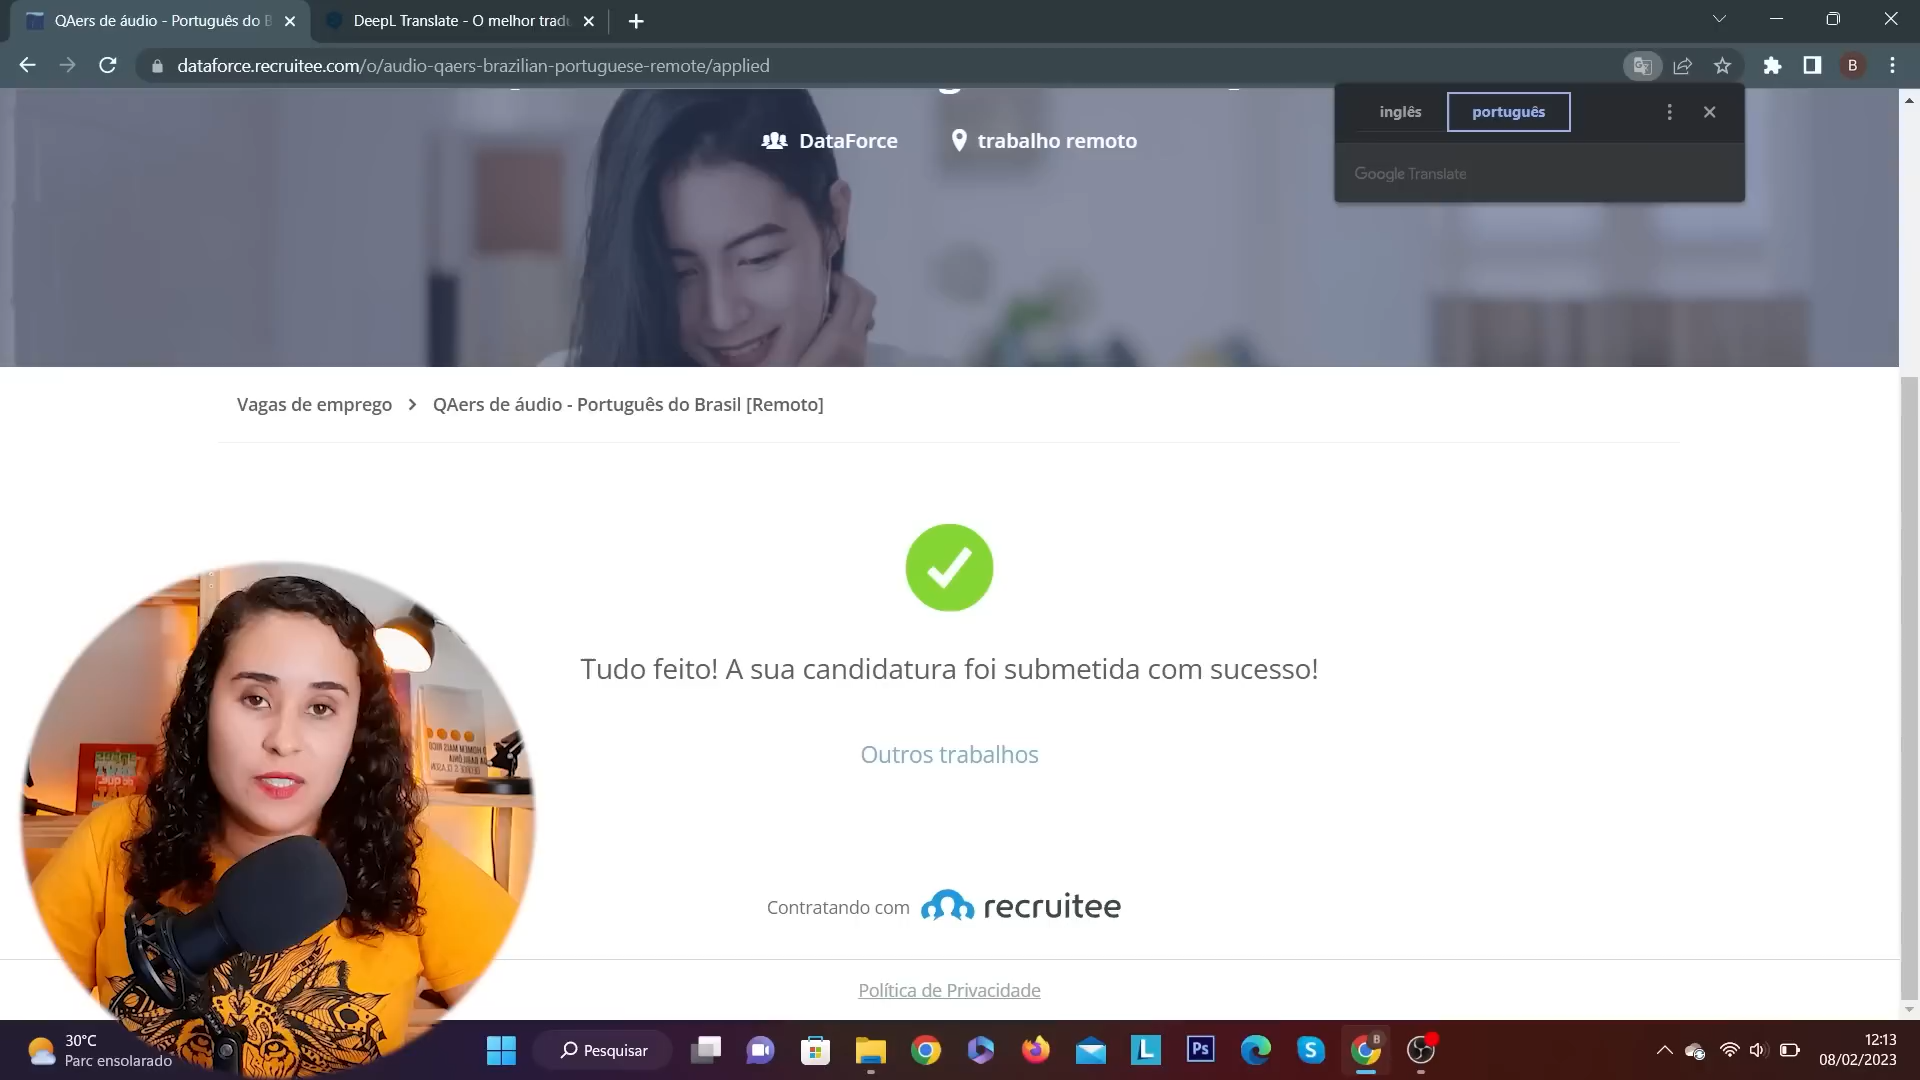 QAers de áudio - Português do B
DeepL Translate - O melhor tradu
dataforce.recruitee.com/o/audio-qaers-brazilian-portuguese-remote/applied
B
inglês
português
Google Translate
DataForce
trabalho remoto
Vagas de emprego
QAers de áudio - Português do Brasil [Remoto]
Tudo feito! A sua candidatura foi submetida com sucesso!
Outros trabalhos
Contratando com
recruitee
Política de Privacidade
30°C
Parc ensolarado
Pesquisar
L
Ps
S
B
12:13
08/02/2023